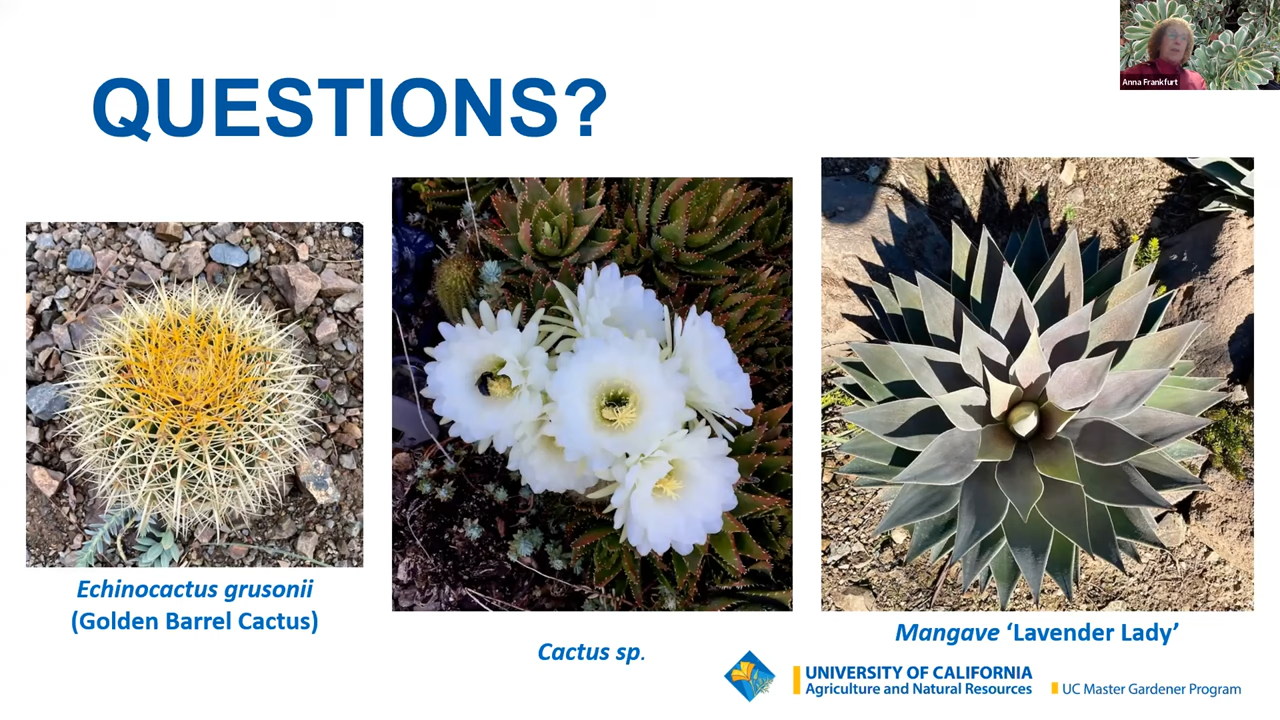 Anna Frankfurt
QUESTIONS?
Echinocactus grusonii
(Golden Barrel Cactus)
Cactus sp.
Mangave ‘Lavender Lady’
UNIVERSITY OF CALIFORNIA
Agriculture and Natural Resources
UC Master Gardener Program